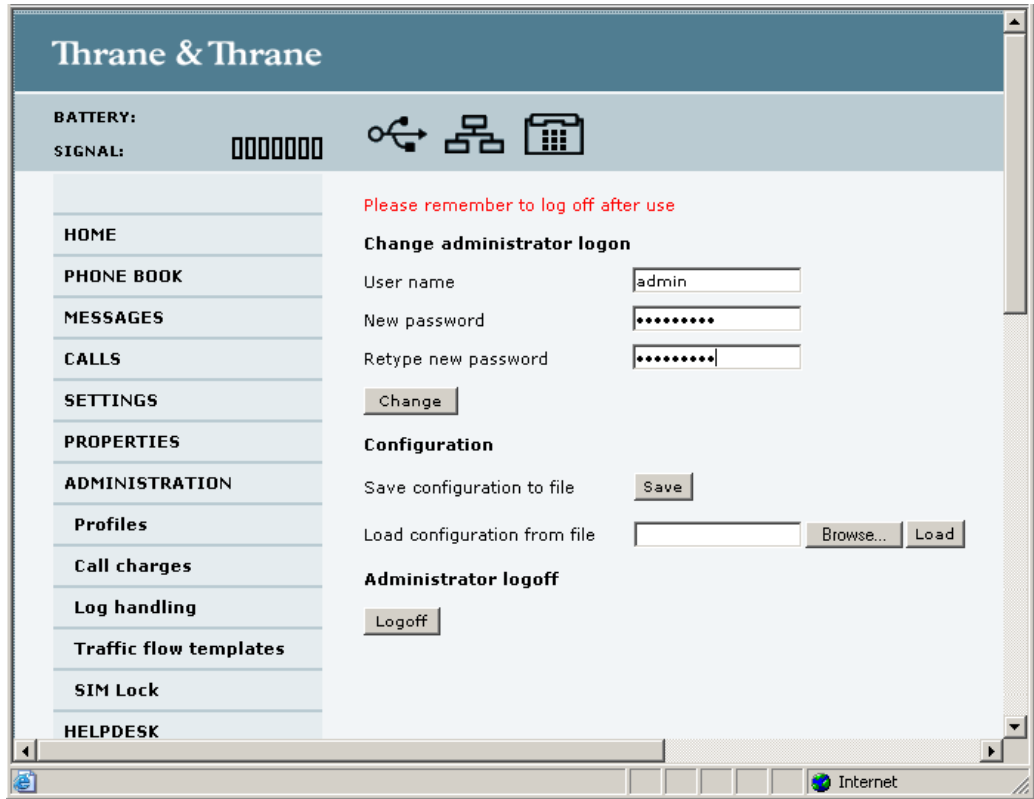 Thrane & Thrane
BATTERY:
SIGNAL:
Please remember to log off after use
HOME
Change administrator logon
PHONE BOOK
User name admin
MESSAGES
New password •••••••••
CALLS
Retype new password •••••••••
SETTINGS
Change
PROPERTIES
Configuration
ADMINISTRATION
Save configuration to file Save
Profiles
Load configuration from file Browse... Load
Call charges
Administrator logoff
Log handling
Logoff
Traffic flow templates
SIM Lock
HELPDESK
Internet